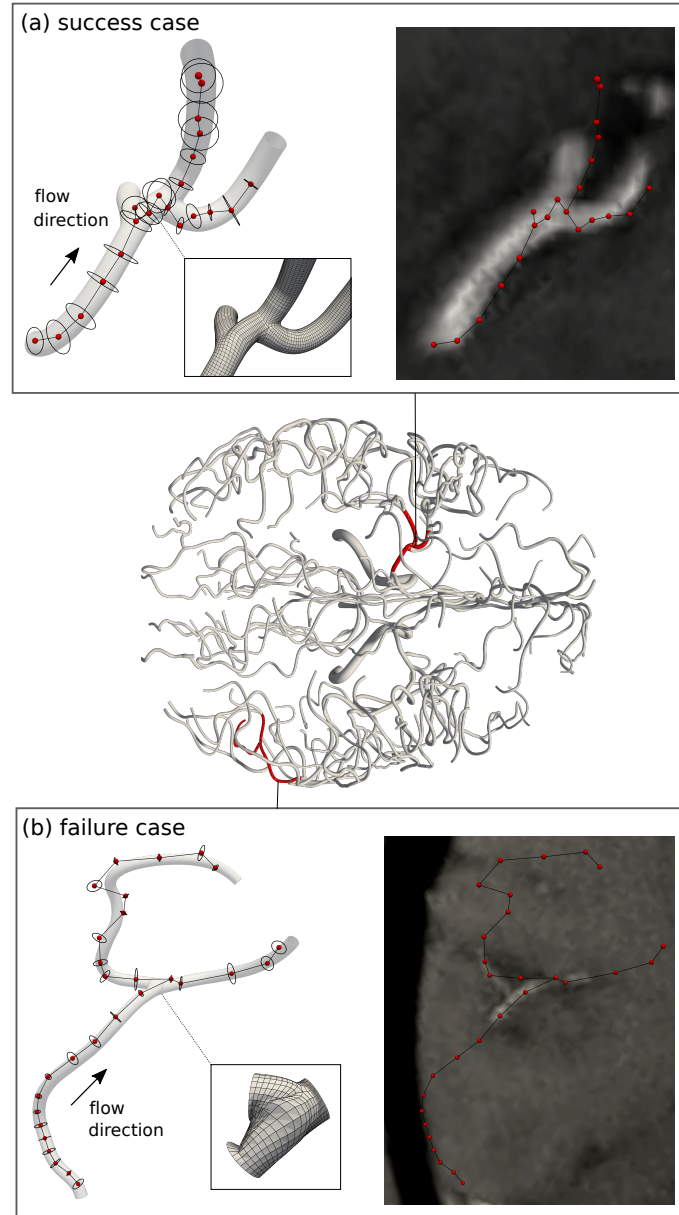 (a) success case
flow
direction
(b) failure case
flow
direction